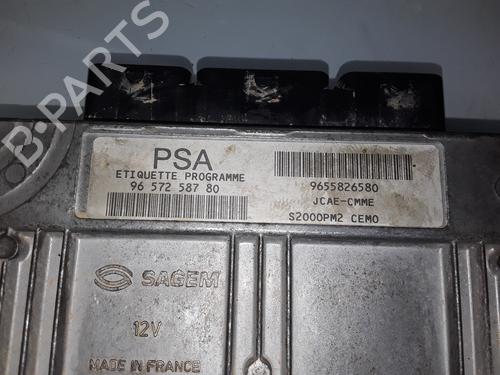 B-PARTS
PSA
ETIQUETTE PROGRAMME
96 572 587 80
9655826580
JCAE-CMME
S2000PM2 CEMO
SAGEM
12V
MADE IN FRANCE